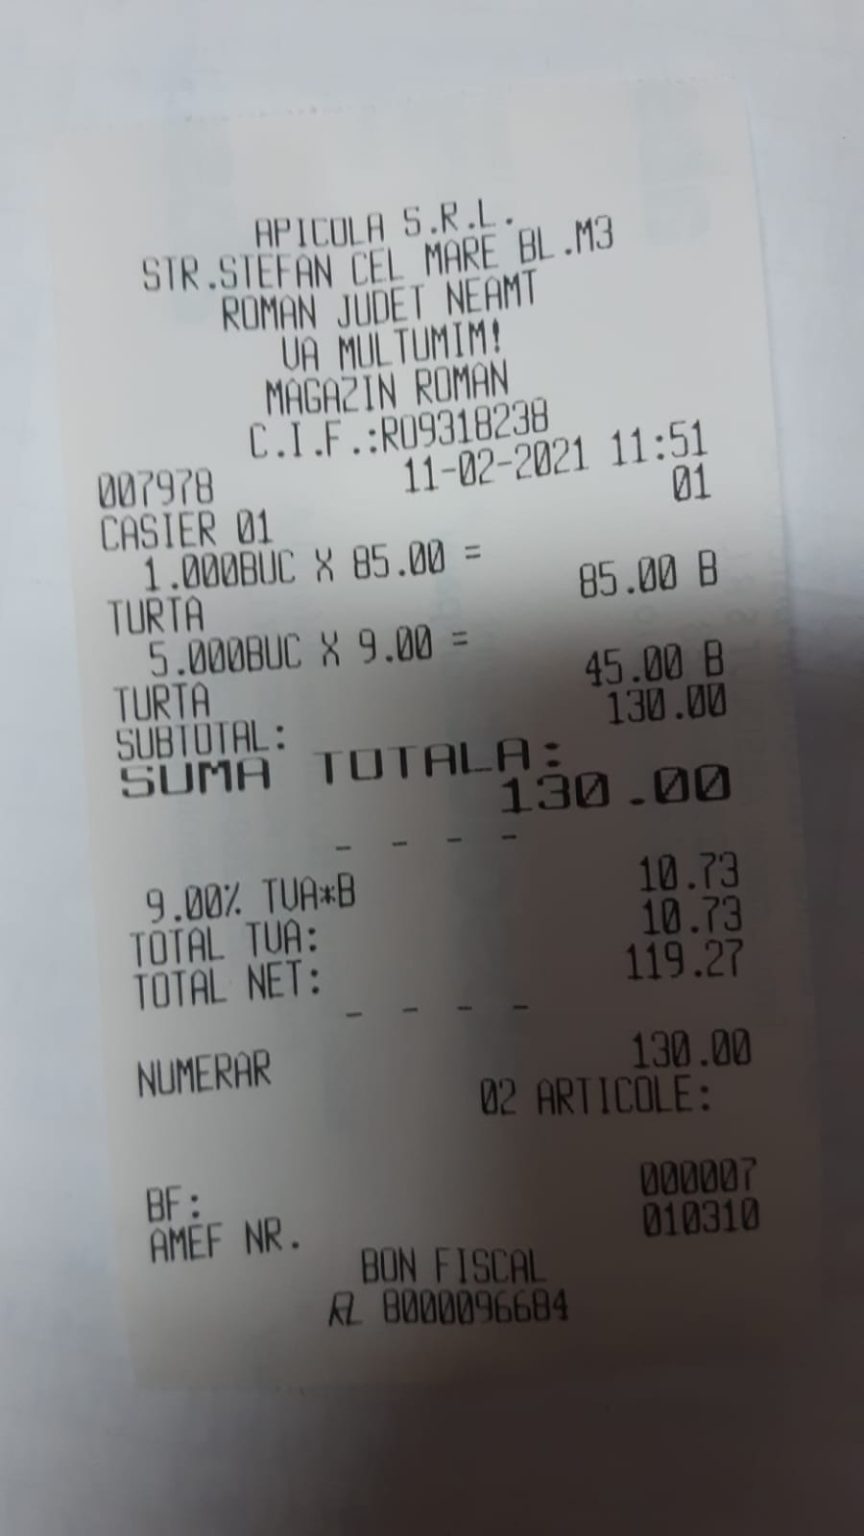 APICOLA S.R.L.
STR.STEFAN CEL MARE BL.M3
ROMAN JUDET NEAMT
VA MULTUMIM!
MAGAZIN ROMAN
C.I.F.:RO9318238
007978 11-02-2021 11:51
CASIER 01 01
1.000BUC X 85.00 =
TURTA 85.00 B
5.000BUC X 9.00 =
TURTA 45.00 B
SUBTOTAL: 130.00
SUMA TOTALA:
130.00
- - - -
9.00% TVA*B 10.73
TOTAL TVA: 10.73
TOTAL NET: 119.27
- - - -
NUMERAR 130.00
02 ARTICOLE:
BF: 000007
AMEF NR. 010310
BON FISCAL
8000096684